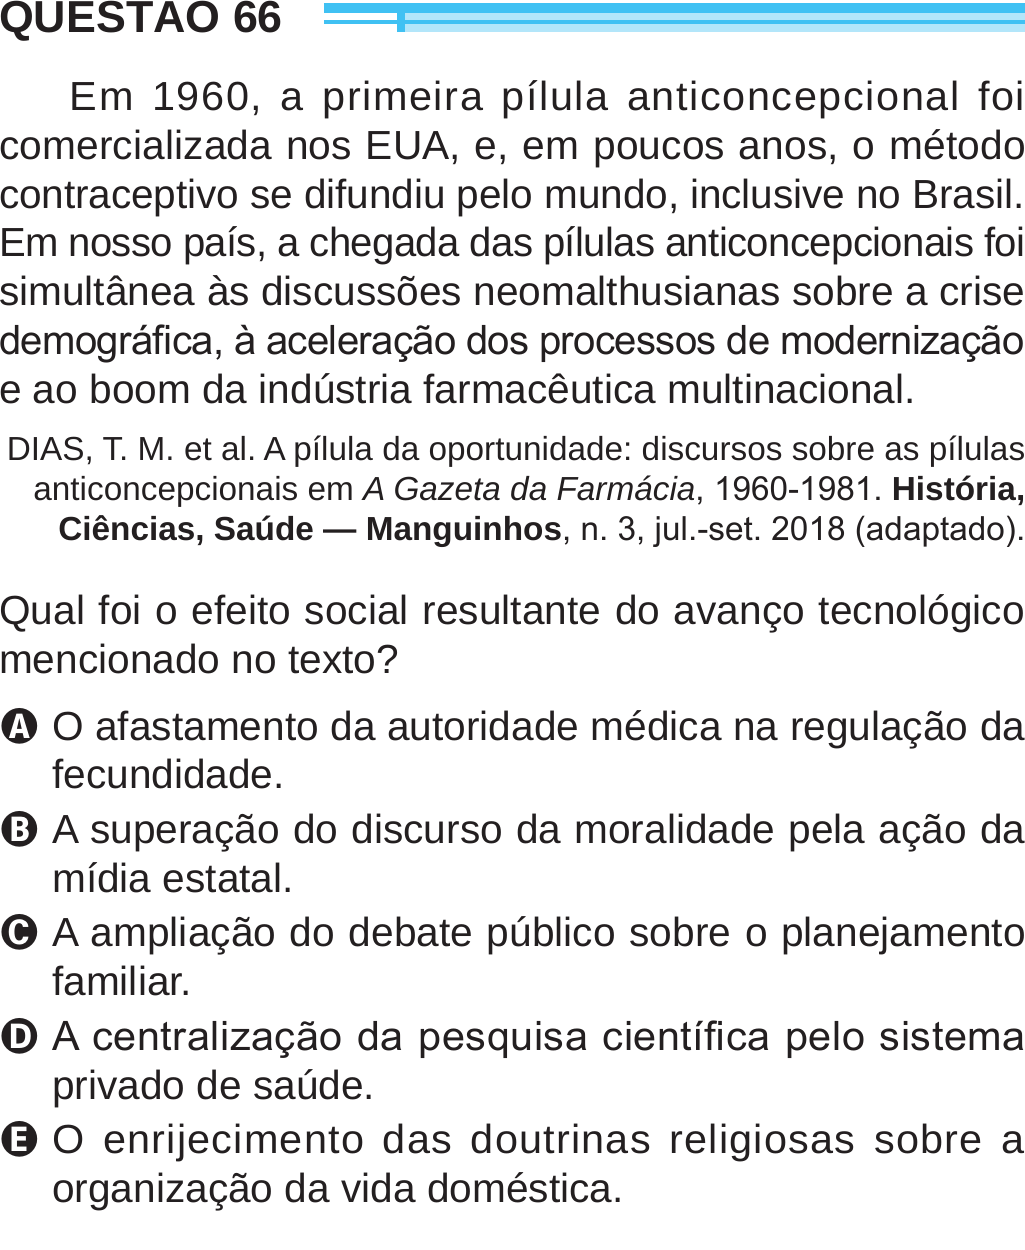 QUESTÃO 66
Em 1960, a primeira pílula anticoncepcional foi
comercializada nos EUA, e, em poucos anos, o método
contraceptivo se difundiu pelo mundo, inclusive no Brasil.
Em nosso país, a chegada das pílulas anticoncepcionais foi
simultânea às discussões neomalthusianas sobre a crise
demográfica, à aceleração dos processos de modernização
e ao boom da indústria farmacêutica multinacional.
DIAS, T. M. et al. A pílula da oportunidade: discursos sobre as pílulas
anticoncepcionais em A Gazeta da Farmácia, 1960-1981. História,
Ciências, Saúde — Manguinhos, n. 3, jul.-set. 2018 (adaptado).
Qual foi o efeito social resultante do avanço tecnológico
mencionado no texto?
A O afastamento da autoridade médica na regulação da
fecundidade.
B A superação do discurso da moralidade pela ação da
mídia estatal.
C A ampliação do debate público sobre o planejamento
familiar.
D A centralização da pesquisa científica pelo sistema
privado de saúde.
E O enrijecimento das doutrinas religiosas sobre a
organização da vida doméstica.